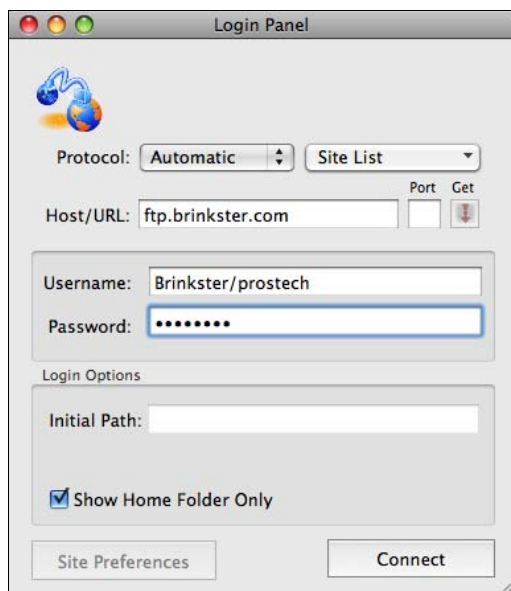 Login Panel
Protocol: Automatic Site List
Port Get
Host/URL: ftp.brinkster.com
Username: Brinkster/prostech
Password: ••••••••
Login Options
Initial Path:
Show Home Folder Only
Site Preferences Connect